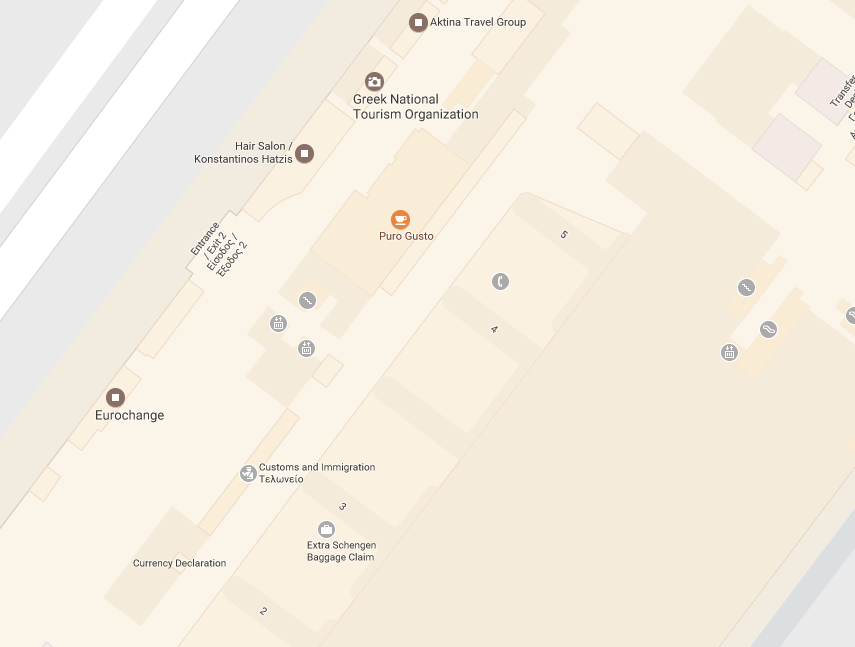 Aktina Travel Group
Greek National
Tourism Organization
Hair Salon /
Konstantinos Hatzis
Entrance
/ Exit 2
Είσοδος /
Έξοδος 2
Puro Gusto
5
4
Eurochange
Customs and Immigration
Τελωνείο
3
Extra Schengen
Baggage Claim
Currency Declaration
2
Transfer